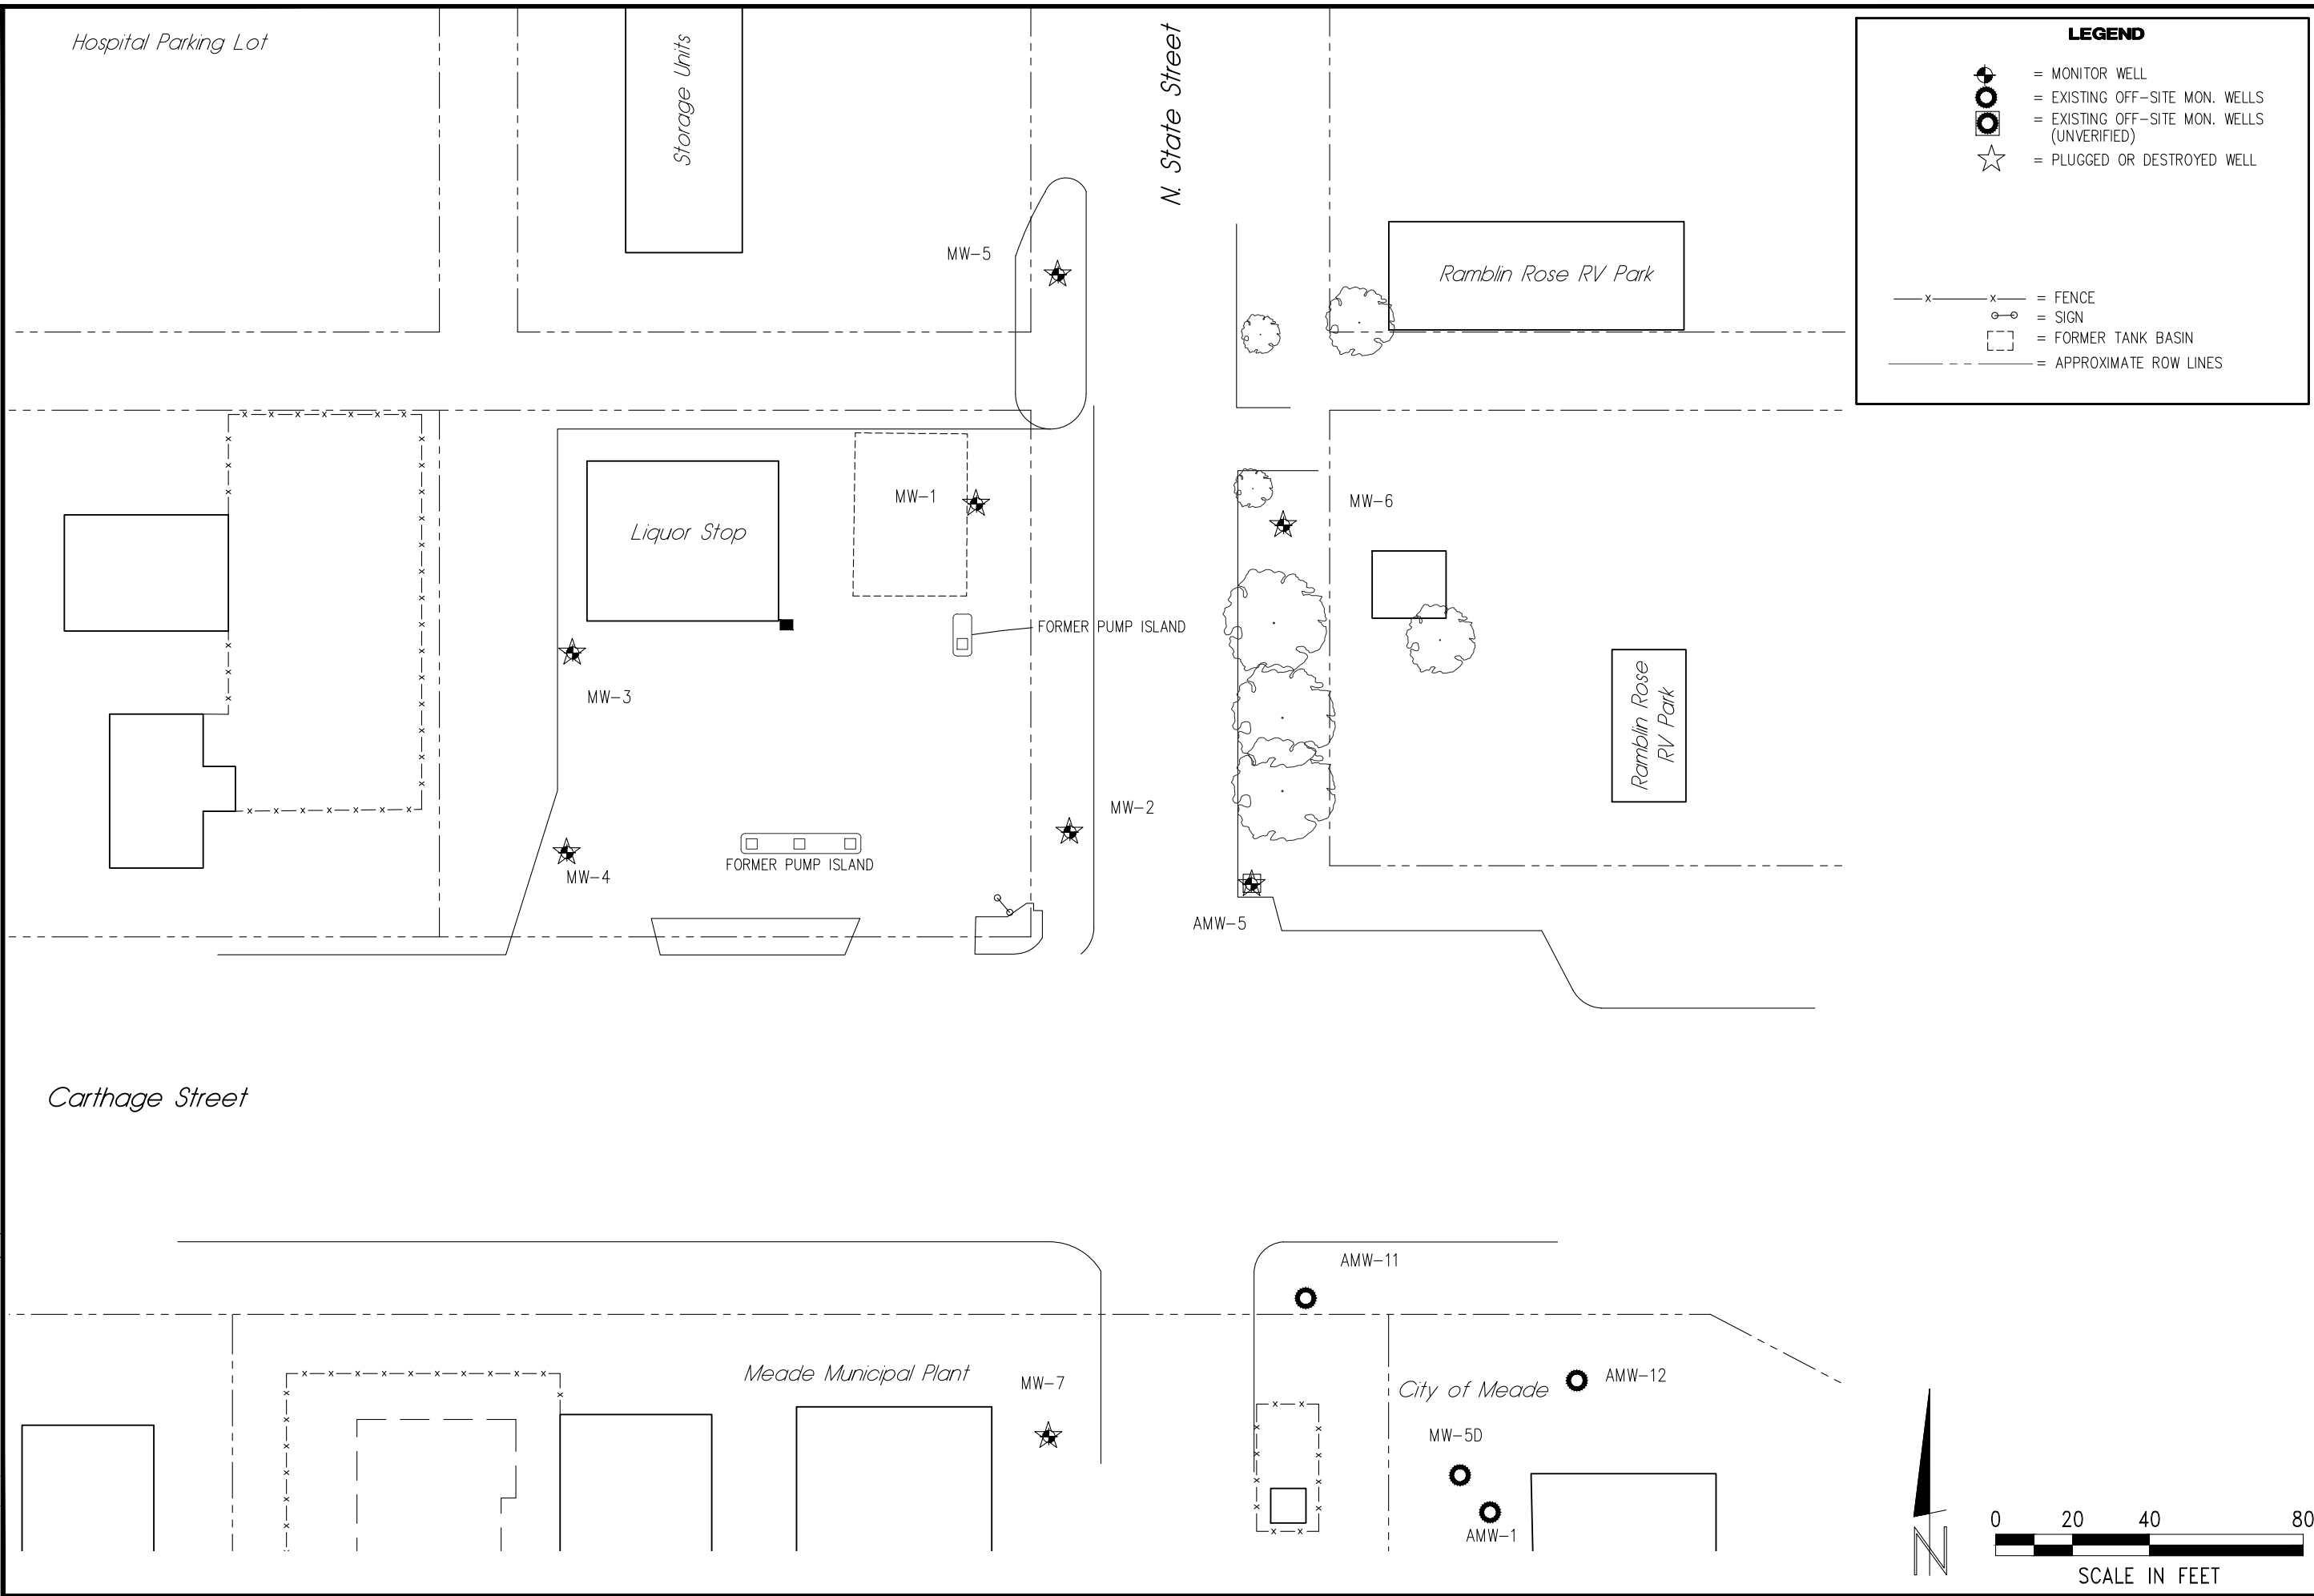 Hospital Parking Lot
Storage Units
N. State Street
LEGEND
= MONITOR WELL
= EXISTING OFF-SITE MON. WELLS
= EXISTING OFF-SITE MON. WELLS
(UNVERIFIED)
= PLUGGED OR DESTROYED WELL
x x = FENCE
= SIGN
= FORMER TANK BASIN
= APPROXIMATE ROW LINES
MW-5
Ramblin Rose RV Park
MW-1
MW-6
Liquor Stop
FORMER PUMP ISLAND
MW-3
Ramblin Rose
RV Park
MW-2
FORMER PUMP ISLAND
MW-4
AMW-5
Carthage Street
AMW-11
Meade Municipal Plant
MW-7
City of Meade
AMW-12
MW-5D
AMW-1
N
0 20 40 80
SCALE IN FEET